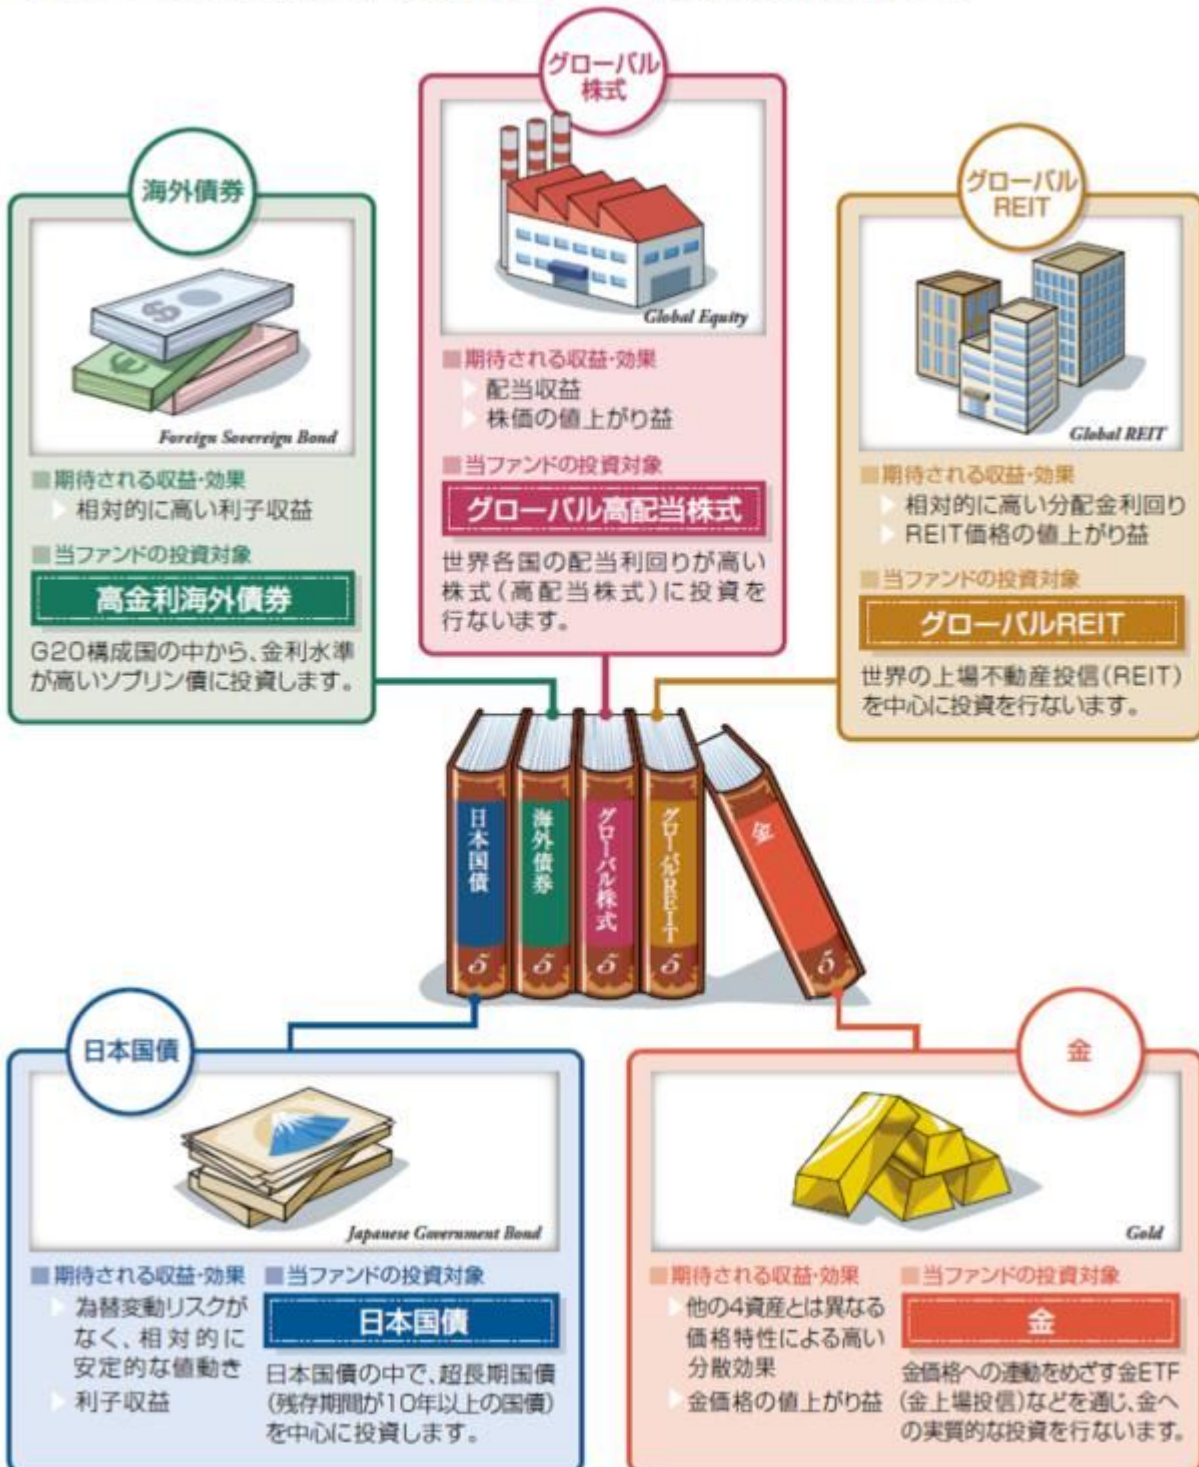 グローバル
株式
Global Equity
■期待される収益・効果
配当収益
株価の値上がり益
■当ファンドの投資対象
グローバル高配当株式
世界各国の配当利回りが高い
株式(高配当株式)に投資を
行ないます。
海外債券
Foreign Sovereign Bond
■期待される収益・効果
相対的に高い利子収益
■当ファンドの投資対象
高金利海外債券
G20構成国の中から、金利水準
が高いソブリン債に投資します。
グローバル
REIT
Global REIT
■期待される収益・効果
相対的に高い分配金利回り
REIT価格の値上がり益
■当ファンドの投資対象
グローバルREIT
世界の上場不動産投信(REIT)
を中心に投資を行ないます。
日本国債
5
海外債券
5
グローバル株式
5
グローバルREIT
5
金
5
日本国債
Japanese Government Bond
■期待される収益・効果
為替変動リスクが
なく、相対的に
安定的な値動き
利子収益
■当ファンドの投資対象
日本国債
日本国債の中で、超長期国債
(残存期間が10年以上の国債)
を中心に投資します。
金
Gold
■期待される収益・効果
他の4資産とは異なる
価格特性による高い
分散効果
金価格の値上がり益
■当ファンドの投資対象
金
金価格への連動をめざす金ETF
(金上場投信)などを通じ、金へ
の実質的な投資を行ないます。